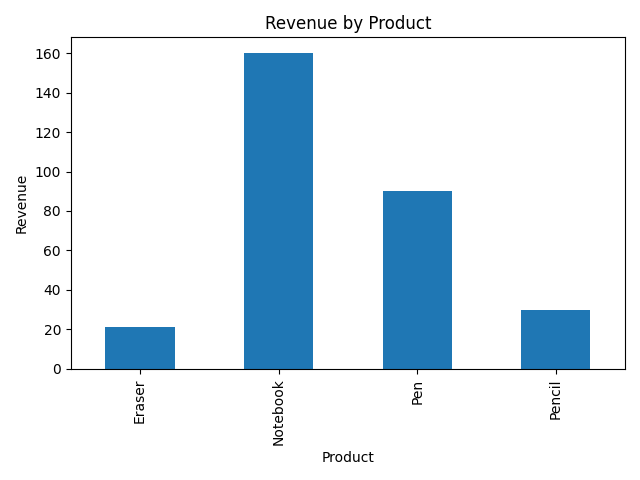 Revenue by Product
Revenue
160
140
120
100
80
60
40
20
0
Eraser
Notebook
Pen
Pencil
Product